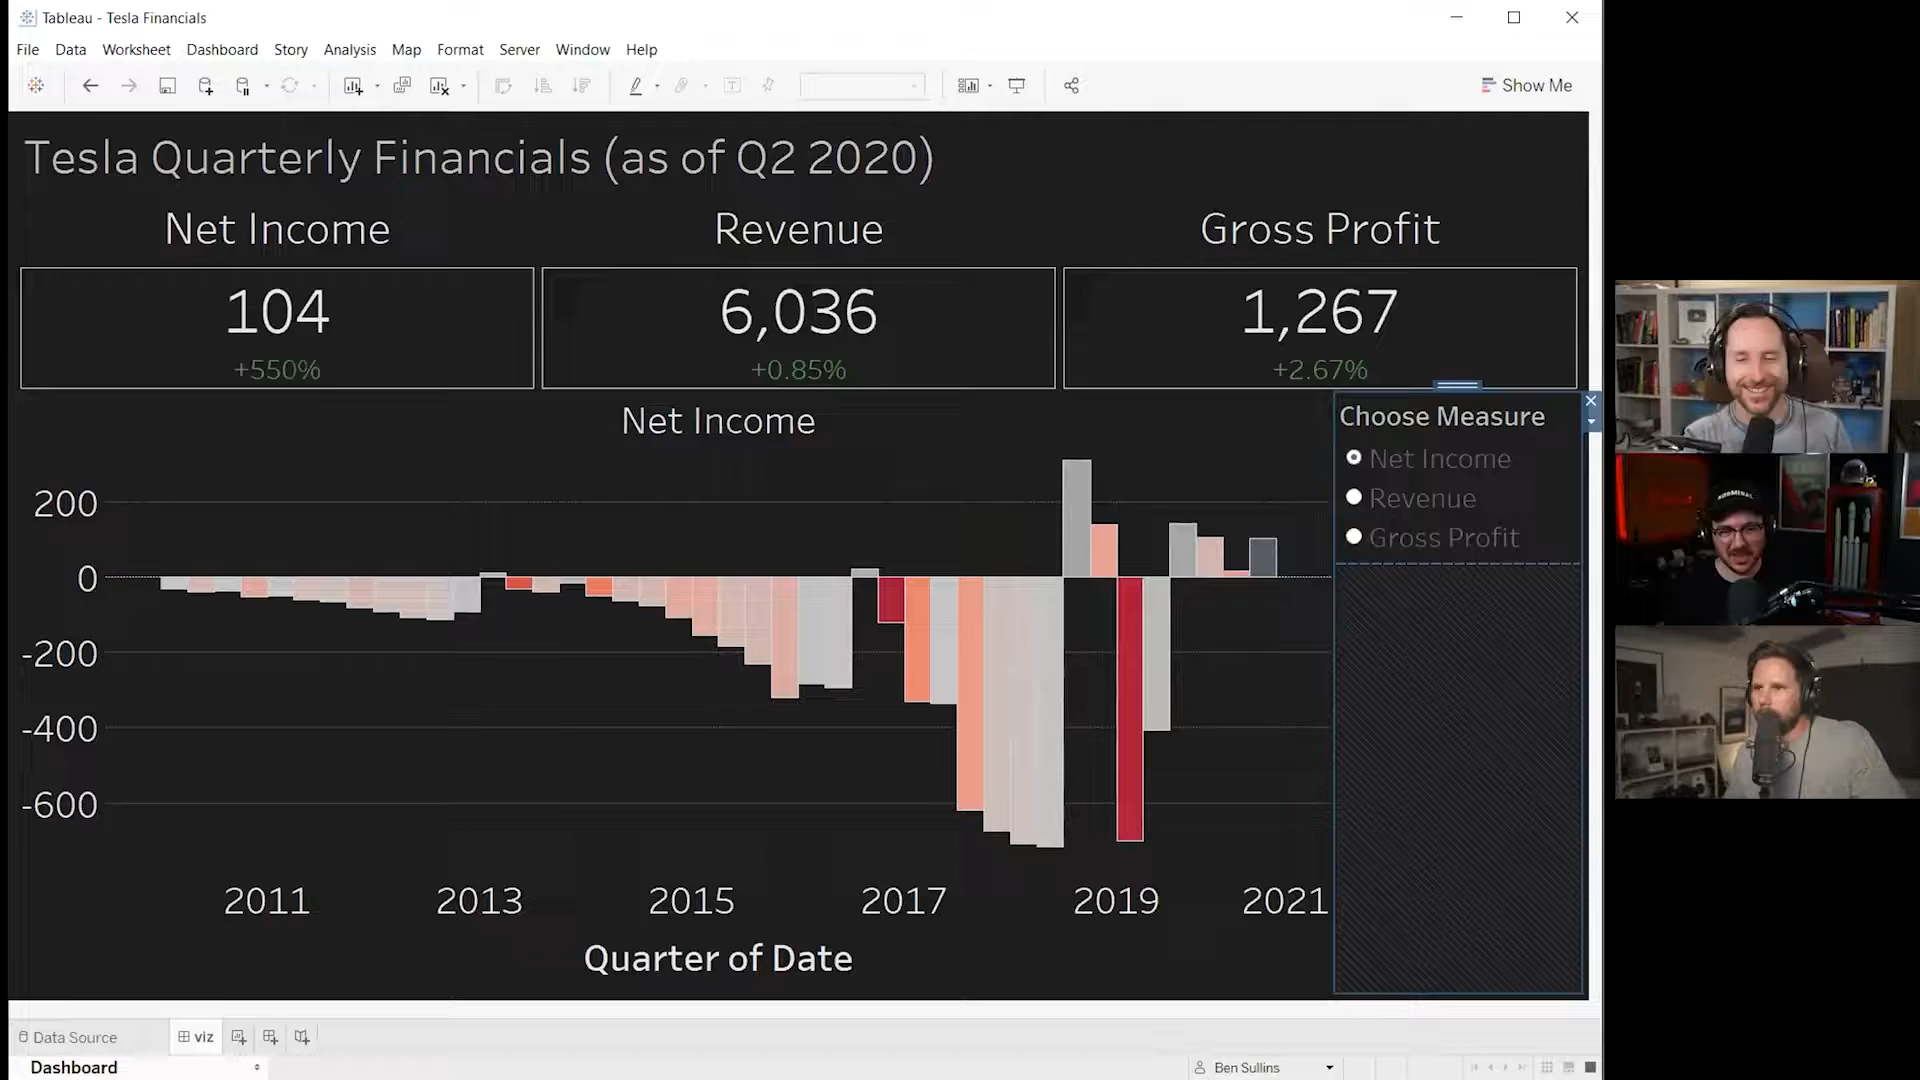 Tableau - Tesla Financials
File Data Worksheet Dashboard Story Analysis Map Format Server Window Help
Show Me
Tesla Quarterly Financials (as of Q2 2020)
Net Income Revenue Gross Profit
104 6,036 1,267
+550% +0.85% +2.67%
Net Income
Choose Measure
Net Income
Revenue
Gross Profit
200
0
-200
-400
-600
2011 2013 2015 2017 2019 2021
Quarter of Date
Data Source viz
Dashboard Ben Sullins